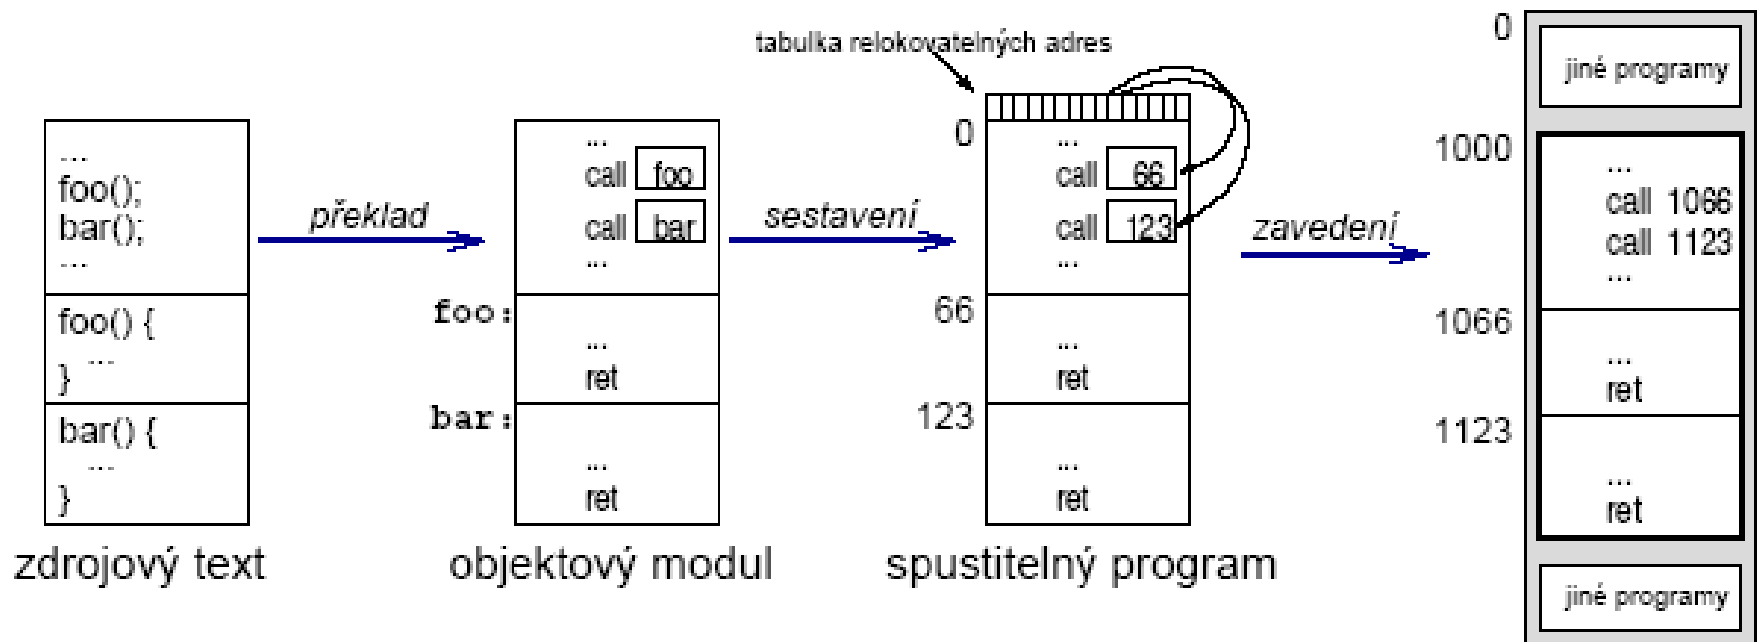 tabulka relokovatelných adres
...
foo();
bar();
...
foo() {
...
}
bar() {
...
}
zdrojový text
překlad
...
call foo
call bar
...
foo:
...
ret
bar:
...
ret
objektový modul
sestavení
0
...
call 66
call 123
...
66
...
ret
123
...
ret
spustitelný program
zavedení
0
jiné programy
1000
...
call 1066
call 1123
...
1066
...
ret
1123
...
ret
jiné programy